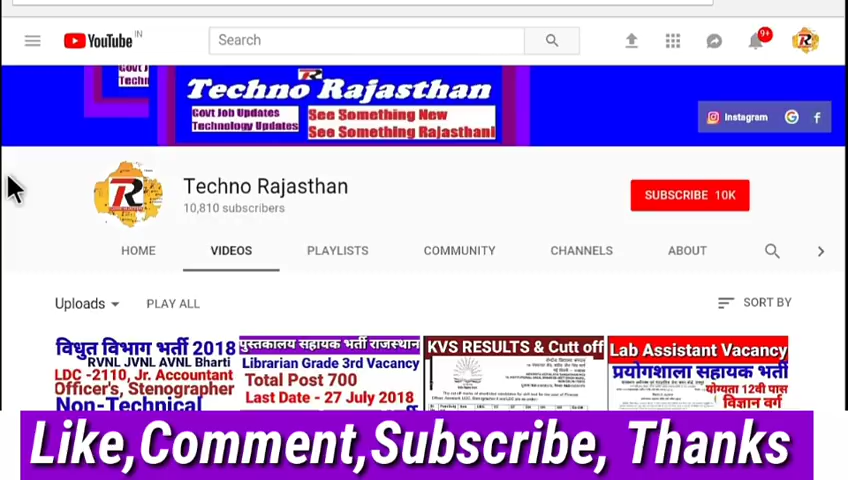 YouTube IN
Search
9+
Govt J
Techn
Techno Rajasthan
Govt Job Updates
Technology Updates
See Something New
See Something Rajasthani
Instagram
Techno Rajasthan
10,810 subscribers
SUBSCRIBE 10K
HOME VIDEOS PLAYLISTS COMMUNITY CHANNELS ABOUT
Uploads PLAY ALL SORT BY
विधुत विभाग भर्ती 2018
RVNL JVNL AVNL Bharti
LDC -2110, Jr. Accountant
Officer's, Stenographer
Non-Technical
पुस्तकालय सहायक भर्ती राजस्थान
Librarian Grade 3rd Vacancy
Total Post 700
Last Date - 27 July 2018
KVS RESULTS & Cutt off
Lab Assistant Vacancy
प्रयोगशाला सहायक भर्ती
योग्यता 12वीं पास
विज्ञान वर्ग
Like,Comment,Subscribe, Thanks